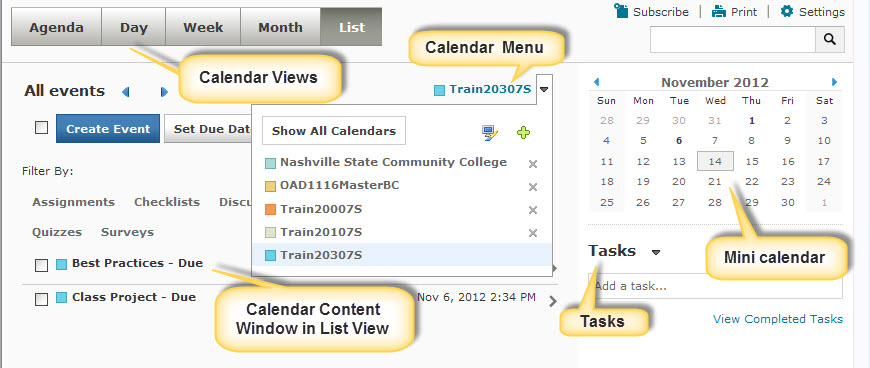 Agenda Day Week Month List
Subscribe | Print | Settings
Calendar Menu
Calendar Views
All events
Train20307S
Create Event
Set Due Dat
Show All Calendars
Nashville State Community College
OAD1116MasterBC
Train20007S
Train20107S
Train20307S
Filter By:
Assignments Checklists Discu
Quizzes Surveys
Best Practices - Due
Class Project - Due
Nov 6, 2012 2:34 PM
Calendar Content
Window in List View
November 2012
Sun Mon Tue Wed Thu Fri Sat
28 29 30 31 1 2 3
4 5 6 7 8 9 10
11 12 13 14 15 16 17
18 19 20 21 22 23 24
25 26 27 28 29 30 1
Mini calendar
Tasks
Add a task...
Tasks
View Completed Tasks